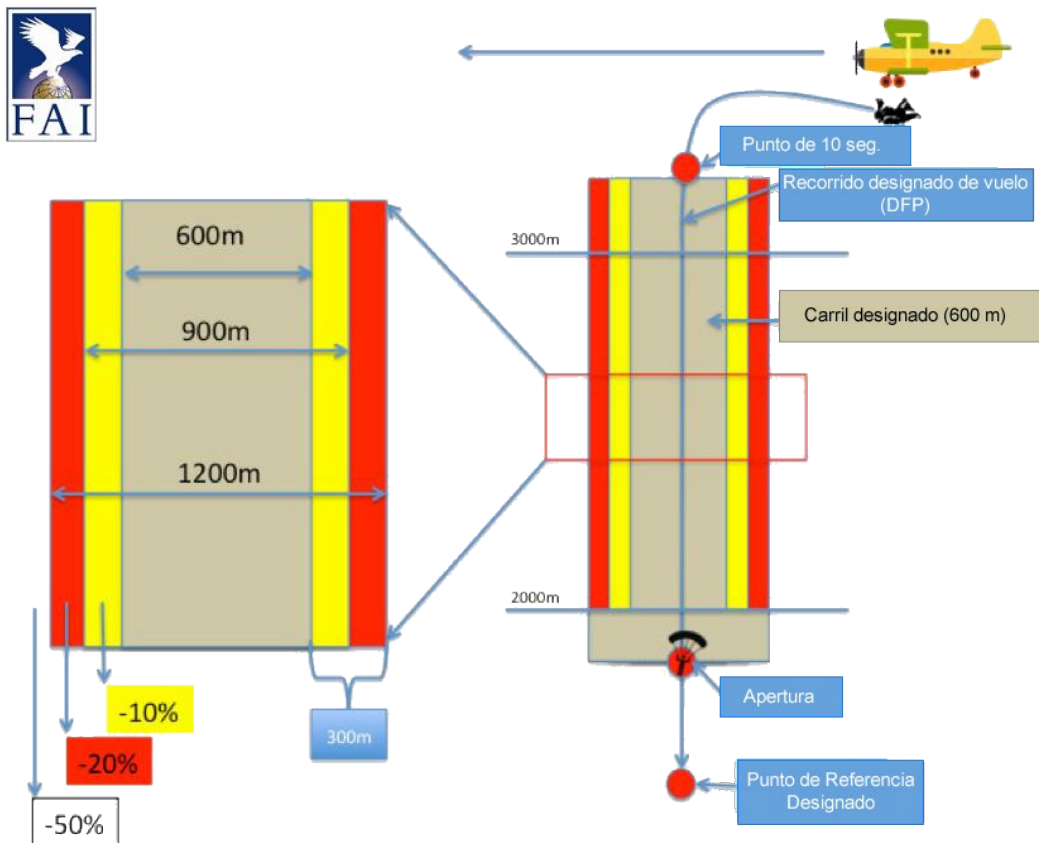 FAI
Punto de 10 seg.
Recorrido designado de vuelo
(DFP)
3000m
600m
Carril designado (600 m)
900m
1200m
2000m
Apertura
-10%
300m
-20%
Punto de Referencia
Designado
-50%